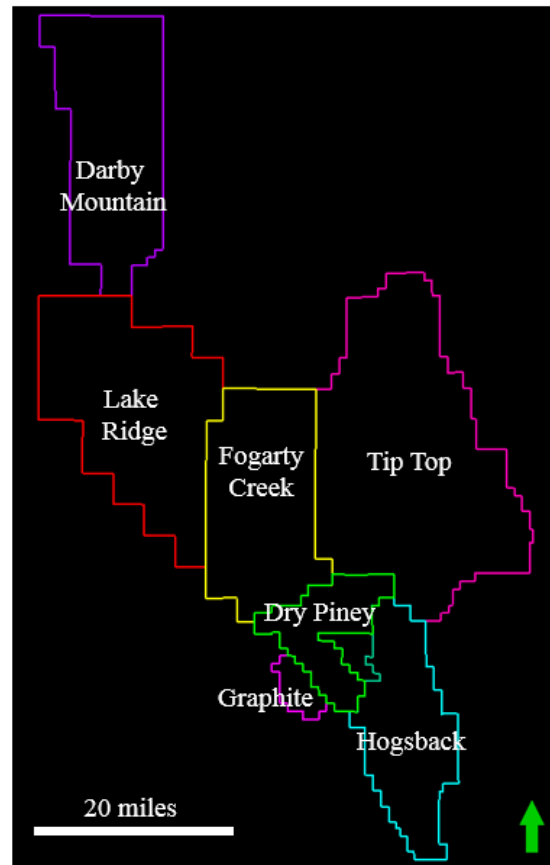 Darby
Mountain
Lake
Ridge
Fogarty
Creek
Tip Top
Dry Piney
Graphite
Hogsback
20 miles